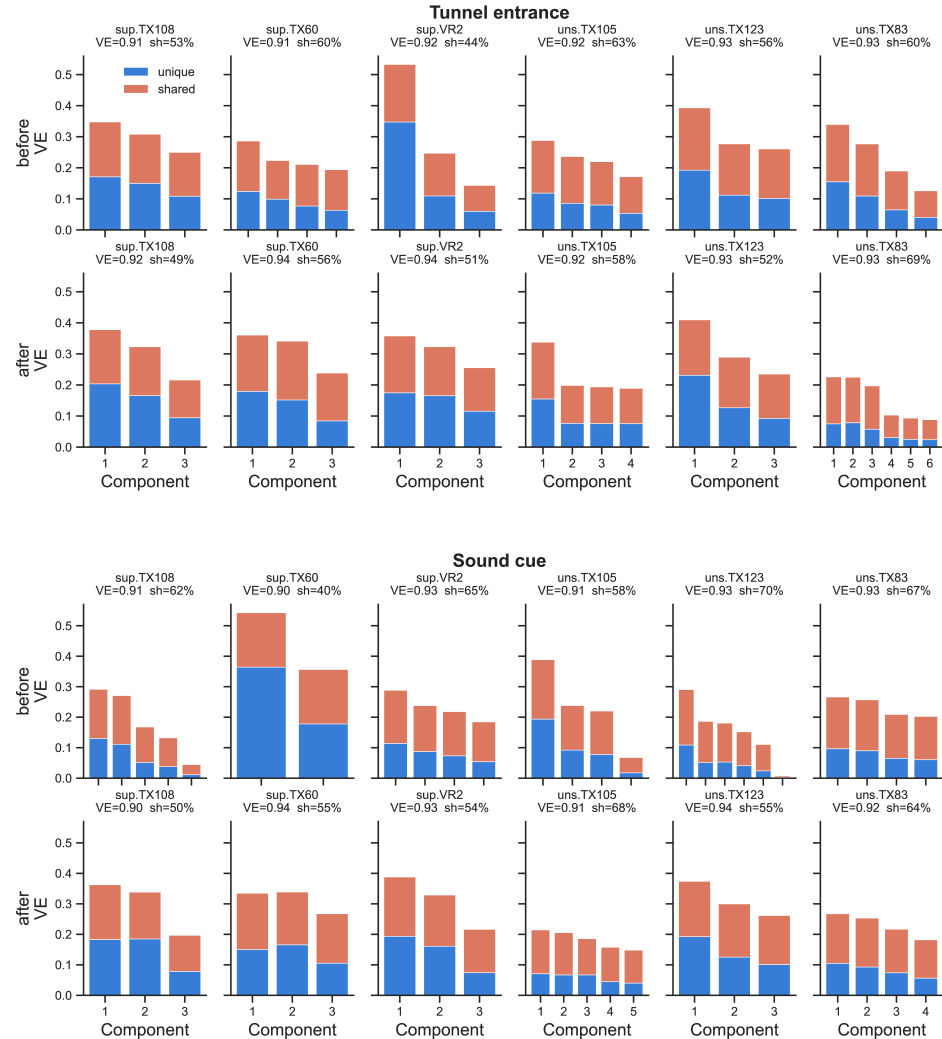 Tunnel entrance
sup.TX108
VE=0.91 sh=53%
sup.TX60
VE=0.91 sh=60%
sup.VR2
VE=0.92 sh=44%
uns.TX105
VE=0.92 sh=63%
uns.TX123
VE=0.93 sh=56%
uns.TX83
VE=0.93 sh=60%
unique
shared
before
VE
0.5
0.4
0.3
0.2
0.1
0.0
sup.TX108
VE=0.92 sh=49%
sup.TX60
VE=0.94 sh=56%
sup.VR2
VE=0.94 sh=51%
uns.TX105
VE=0.92 sh=58%
uns.TX123
VE=0.93 sh=52%
uns.TX83
VE=0.93 sh=69%
after
VE
0.5
0.4
0.3
0.2
0.1
0.0
1 2 3
1 2 3
1 2 3
1 2 3 4
1 2 3
1 2 3 4 5 6
Component
Component
Component
Component
Component
Component
Sound cue
sup.TX108
VE=0.91 sh=62%
sup.TX60
VE=0.90 sh=40%
sup.VR2
VE=0.93 sh=65%
uns.TX105
VE=0.91 sh=58%
uns.TX123
VE=0.93 sh=70%
uns.TX83
VE=0.93 sh=67%
before
VE
0.5
0.4
0.3
0.2
0.1
0.0
sup.TX108
VE=0.90 sh=50%
sup.TX60
VE=0.94 sh=55%
sup.VR2
VE=0.93 sh=54%
uns.TX105
VE=0.91 sh=68%
uns.TX123
VE=0.94 sh=55%
uns.TX83
VE=0.92 sh=64%
after
VE
0.5
0.4
0.3
0.2
0.1
0.0
1 2 3
1 2 3
1 2 3
1 2 3 4 5
1 2 3
1 2 3 4
Component
Component
Component
Component
Component
Component